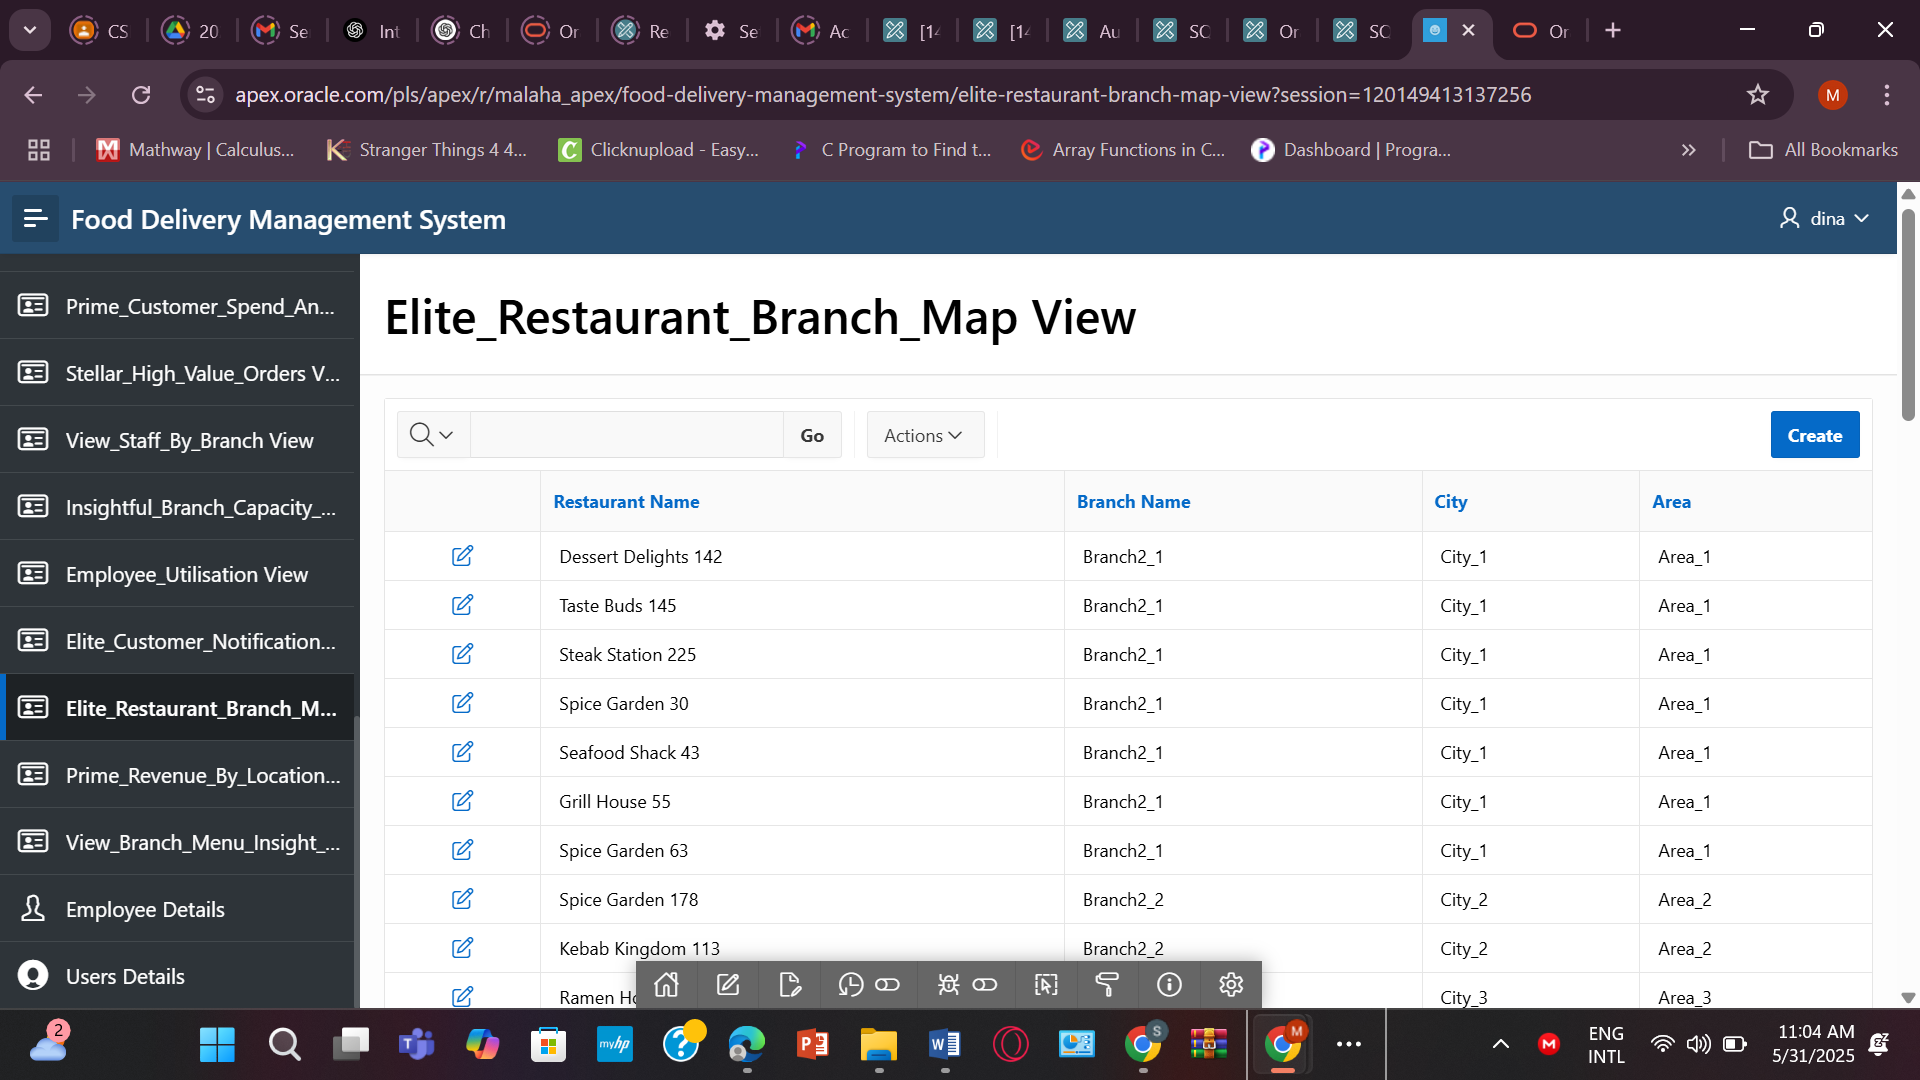 CS
20
Se
Int
Ch
Or
Re
Se
Ac
[14
[14
Au
SC
Or
SC
Or
apex.oracle.com/pls/apex/r/malaha_apex/food-delivery-management-system/elite-restaurant-branch-map-view?session=120149413137256
M
Mathway | Calculus...
Stranger Things 4 4...
Clicknupload - Easy...
C Program to Find t...
Array Functions in C...
Dashboard | Progra...
All Bookmarks
Food Delivery Management System
dina
Prime_Customer_Spend_An...
Stellar_High_Value_Orders V...
View_Staff_By_Branch View
Insightful_Branch_Capacity_...
Employee_Utilisation View
Elite_Customer_Notification...
Elite_Restaurant_Branch_M...
Prime_Revenue_By_Location...
View_Branch_Menu_Insight_...
Employee Details
Users Details
Elite_Restaurant_Branch_Map View
Go
Actions
Create
Restaurant Name Branch Name City Area
Dessert Delights 142 Branch2_1 City_1 Area_1
Taste Buds 145 Branch2_1 City_1 Area_1
Steak Station 225 Branch2_1 City_1 Area_1
Spice Garden 30 Branch2_1 City_1 Area_1
Seafood Shack 43 Branch2_1 City_1 Area_1
Grill House 55 Branch2_1 City_1 Area_1
Spice Garden 63 Branch2_1 City_1 Area_1
Spice Garden 178 Branch2_2 City_2 Area_2
Kebab Kingdom 113 Branch2_2 City_2 Area_2
Ramen City_3 Area_3
2
myhp
S
M
M
ENG
INTL
11:04 AM
5/31/2025